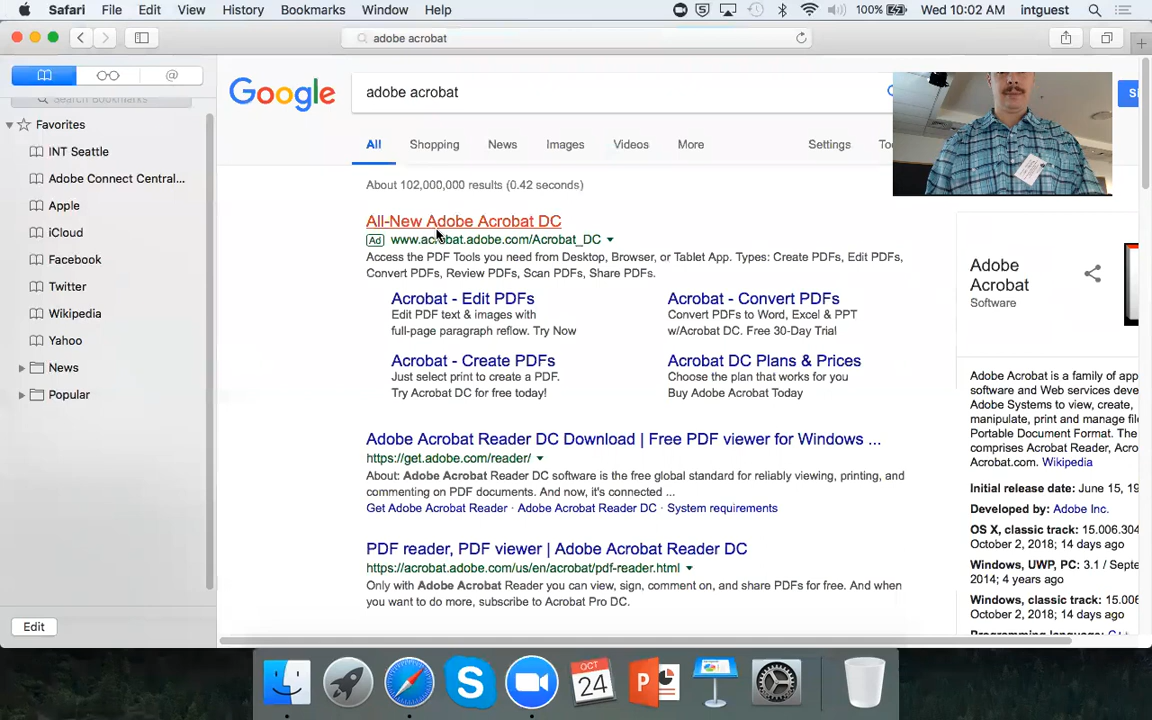 Safari File Edit View History Bookmarks Window Help 100% Wed 10:02 AM intguest
adobe acrobat
Search Bookmarks
Favorites
INT Seattle
Adobe Connect Central...
Apple
iCloud
Facebook
Twitter
Wikipedia
Yahoo
News
Popular
Edit
Google
adobe acrobat
All Shopping News Images Videos More Settings
About 102,000,000 results (0.42 seconds)
All-New Adobe Acrobat DC
Ad www.acrobat.adobe.com/Acrobat_DC
Access the PDF Tools you need from Desktop, Browser, or Tablet App. Types: Create PDFs, Edit PDFs,
Convert PDFs, Review PDFs, Scan PDFs, Share PDFs.
Acrobat - Edit PDFs
Edit PDF text & images with
full-page paragraph reflow. Try Now
Acrobat - Convert PDFs
Convert PDFs to Word, Excel & PPT
w/Acrobat DC. Free 30-Day Trial
Acrobat - Create PDFs
Just select print to create a PDF.
Try Acrobat DC for free today!
Acrobat DC Plans & Prices
Choose the plan that works for you
Buy Adobe Acrobat Today
Adobe Acrobat Reader DC Download | Free PDF viewer for Windows ...
https://get.adobe.com/reader/
About: Adobe Acrobat Reader DC software is the free global standard for reliably viewing, printing, and
commenting on PDF documents. And now, it's connected ...
Get Adobe Acrobat Reader · Adobe Acrobat Reader DC · System requirements
PDF reader, PDF viewer | Adobe Acrobat Reader DC
https://acrobat.adobe.com/us/en/acrobat/pdf-reader.html
Only with Adobe Acrobat Reader you can view, sign, comment on, and share PDFs for free. And when
you want to do more, subscribe to Acrobat Pro DC.
Adobe
Acrobat
Software
Adobe Acrobat is a family of app
software and Web services deve
Adobe Systems to view, create,
manipulate, print and manage fil
Portable Document Format. The
comprises Acrobat Reader, Acro
Acrobat.com. Wikipedia
Initial release date: June 15, 19
Developed by: Adobe Inc.
OS X, classic track: 15.006.304
October 2, 2018; 14 days ago
Windows, UWP, PC: 3.1 / Septe
2014; 4 years ago
Windows, classic track: 15.006
October 2, 2018; 14 days ago
OCT
24